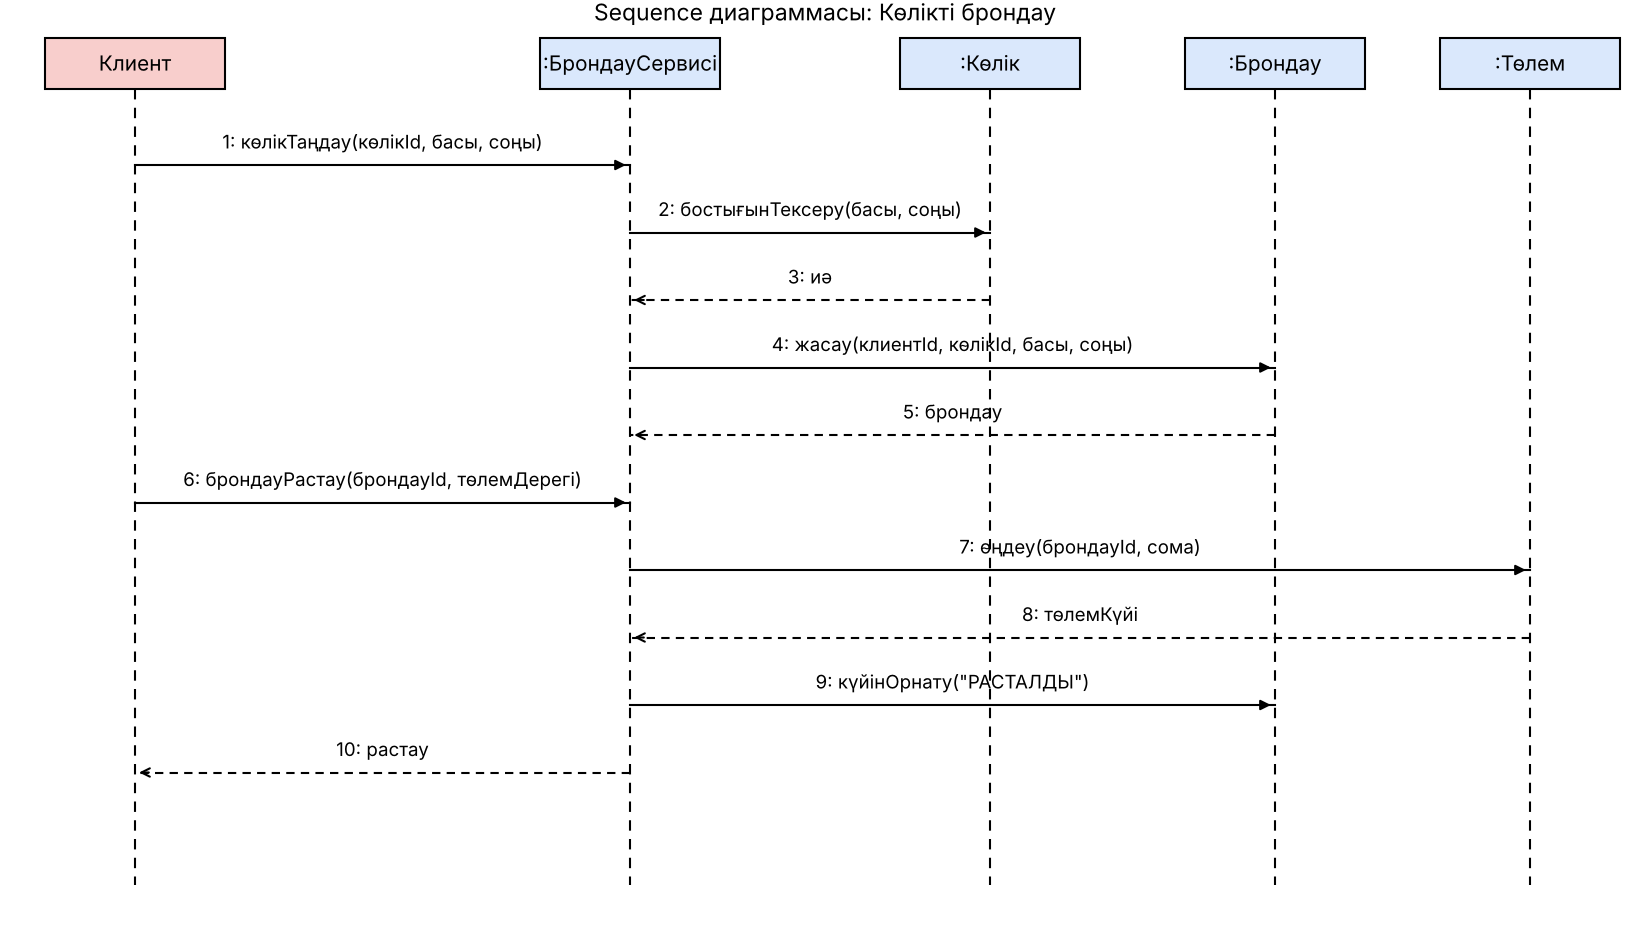 Sequence диаграммасы: Көлікті брондау
Клиент
:БрондауСервисі
:Көлік
:Брондау
:Төлем
1: көлікТаңдау(көлікId, басы, соңы)
2: бостығынТексеру(басы, соңы)
3: иә
4: жасау(клиентId, көлікId, басы, соңы)
5: брондау
6: брондауРастау(брондауId, төлемДерегі)
7: өңдеу(брондауId, сома)
8: төлемКүйі
9: күйінОрнату("РАСТАЛДЫ")
10: растау